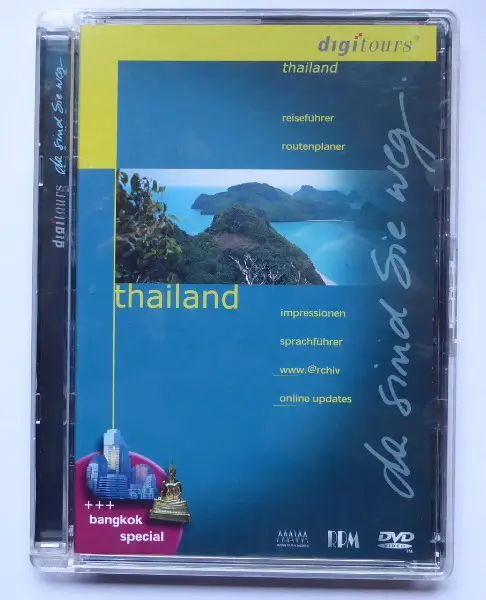 digitours
da sind Sie weg.
digitours®
thailand
reiseführer
routenplaner
da sind Sie weg.
thailand
impressionen
sprachführer
www.@rchiv
online updates
+++
bangkok
special
RPM
DVD
VIDEO